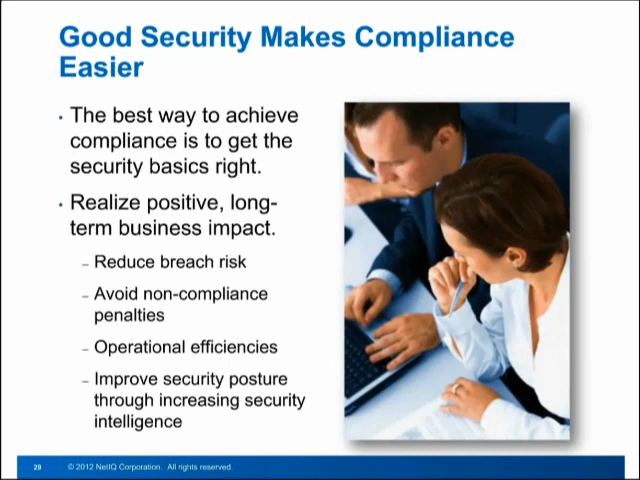 Good Security Makes Compliance
Easier
• The best way to achieve
compliance is to get the
security basics right.
• Realize positive, long-
term business impact.
– Reduce breach risk
– Avoid non-compliance
penalties
– Operational efficiencies
– Improve security posture
through increasing security
intelligence
29 © 2012 NetIQ Corporation. All rights reserved.